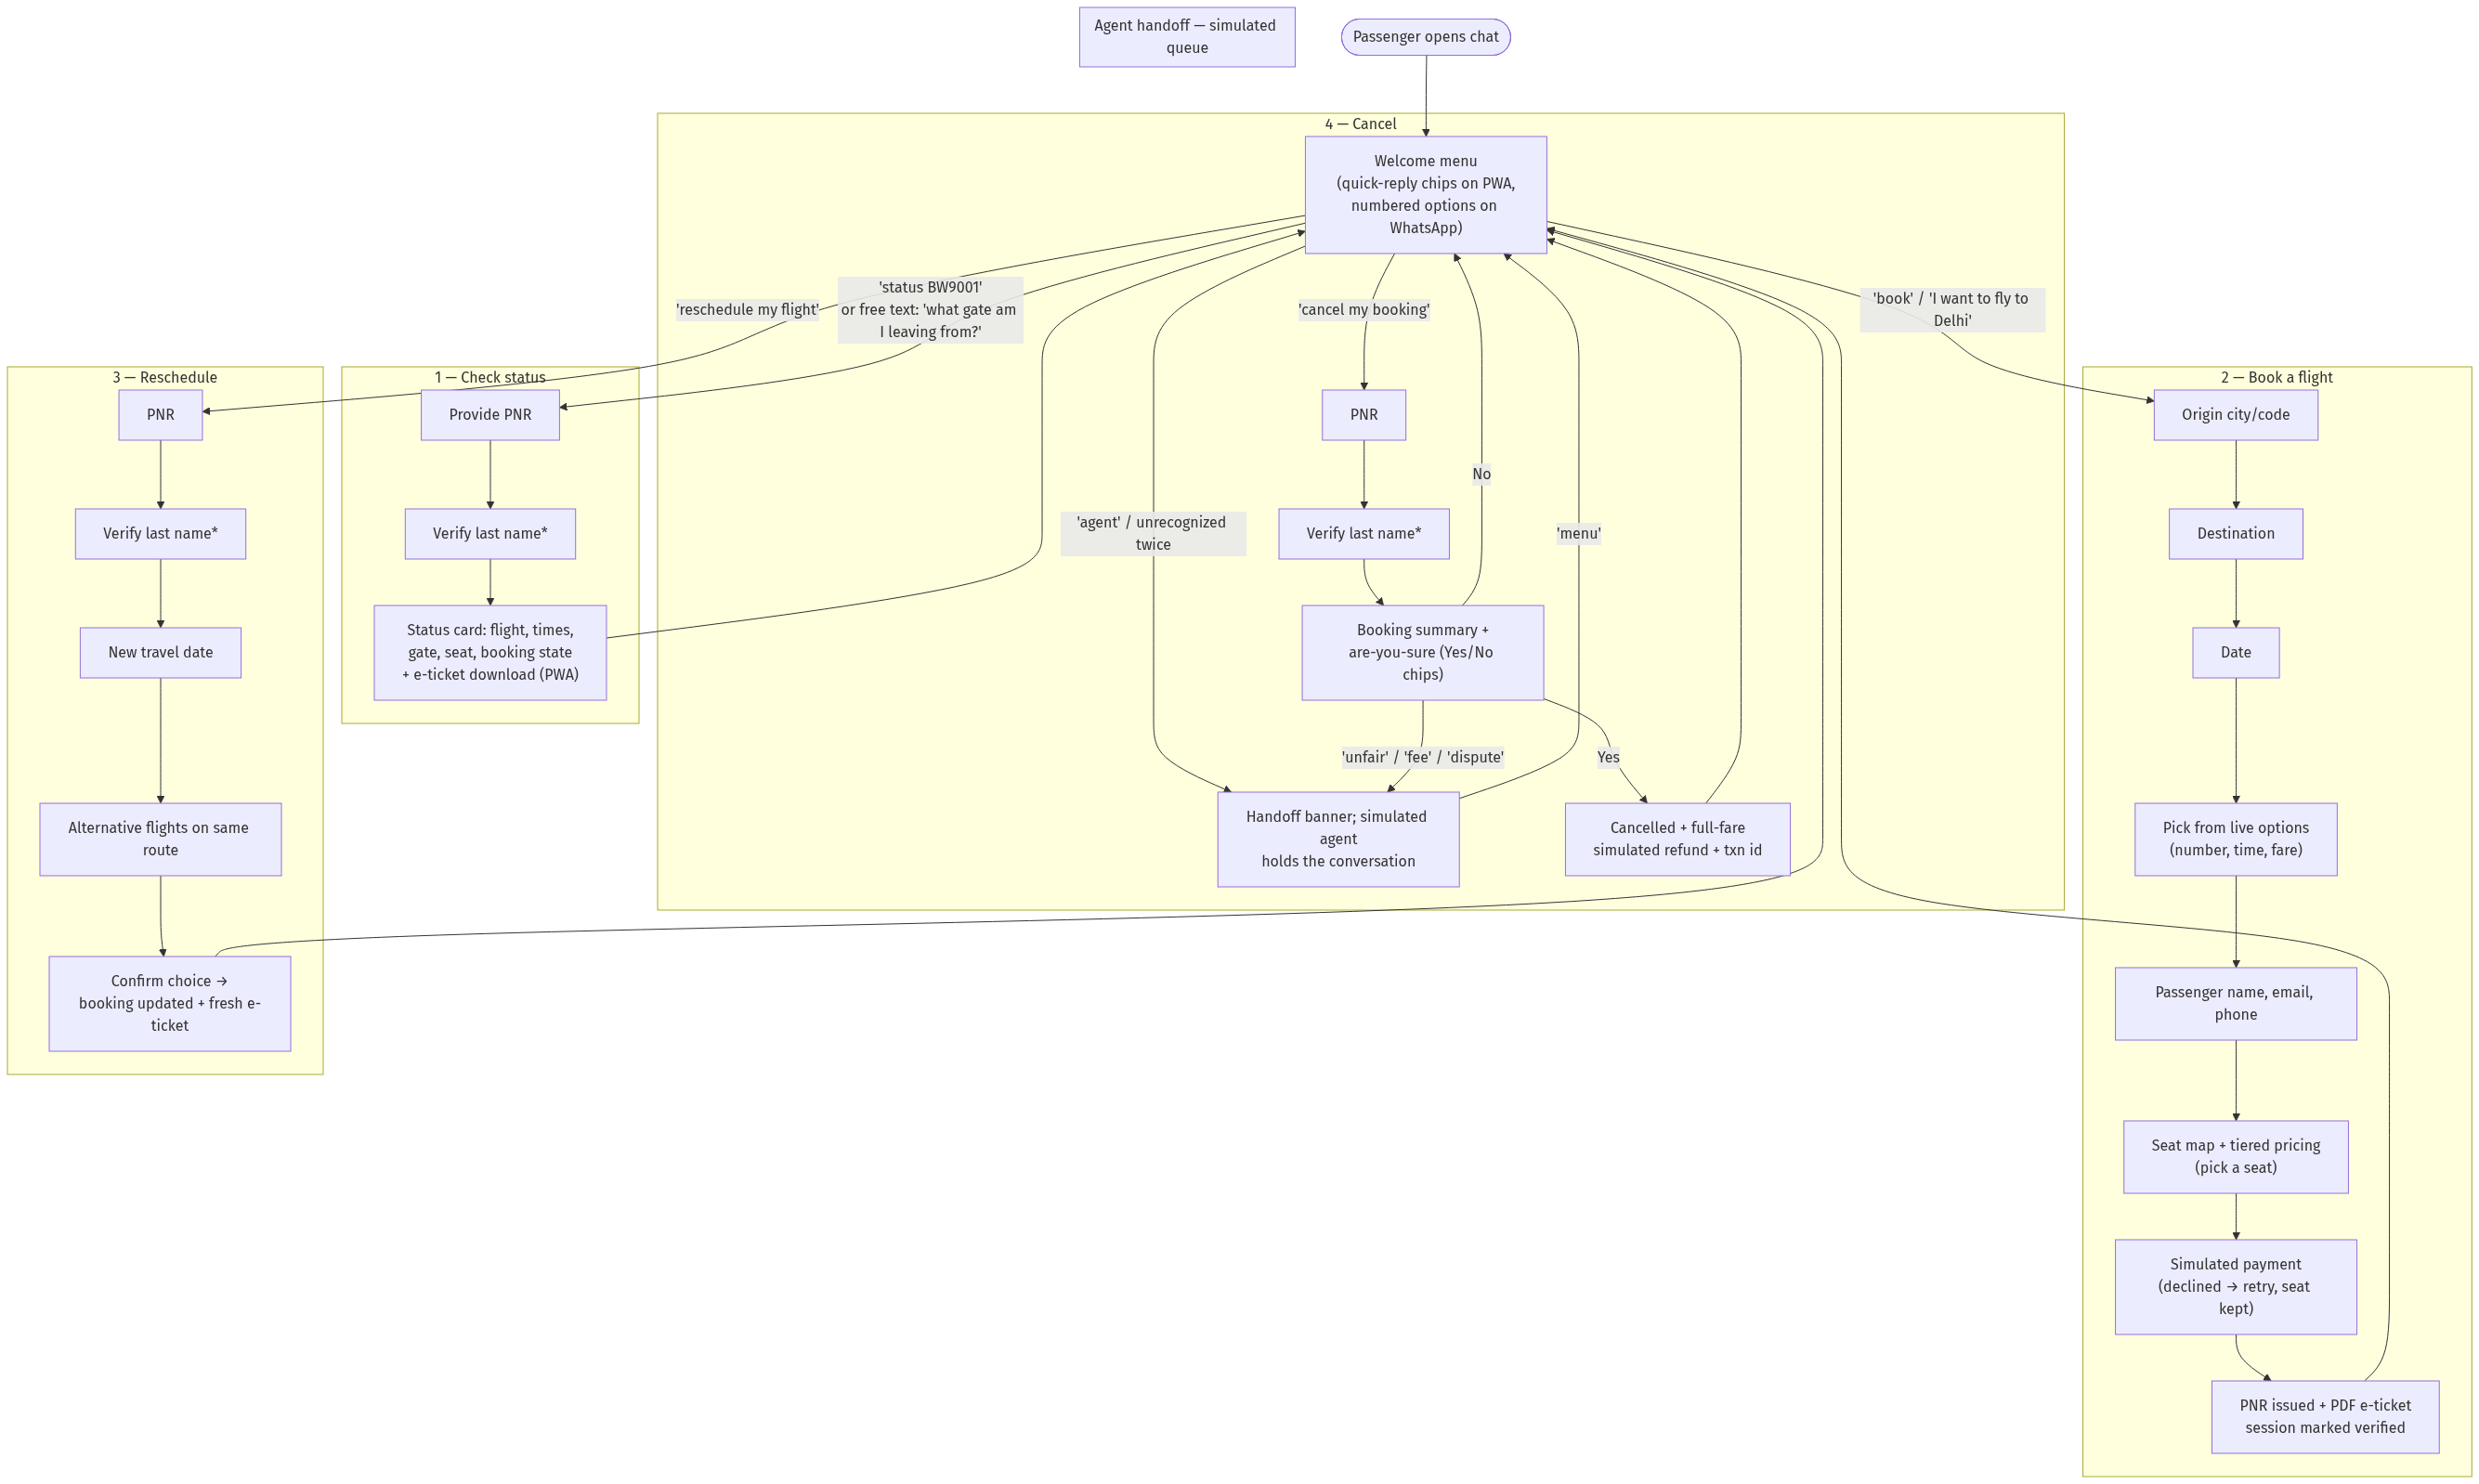 Agent handoff — simulated
queue
Passenger opens chat
4 — Cancel
Welcome menu
(quick-reply chips on PWA,
numbered options on
WhatsApp)
'reschedule my flight'
'status BW9001'
or free text: 'what gate am
I leaving from?'
'cancel my booking'
'book' / 'I want to fly to
Delhi'
3 — Reschedule
PNR
Verify last name*
New travel date
Alternative flights on same
route
Confirm choice →
booking updated + fresh e-
ticket
1 — Check status
Provide PNR
Verify last name*
Status card: flight, times,
gate, seat, booking state
+ e-ticket download (PWA)
'agent' / unrecognized
twice
PNR
No
Verify last name*
'menu'
Booking summary +
are-you-sure (Yes/No
chips)
'unfair' / 'fee' / 'dispute'
Yes
Handoff banner; simulated
agent
holds the conversation
Cancelled + full-fare
simulated refund + txn id
2 — Book a flight
Origin city/code
Destination
Date
Pick from live options
(number, time, fare)
Passenger name, email,
phone
Seat map + tiered pricing
(pick a seat)
Simulated payment
(declined → retry, seat
kept)
PNR issued + PDF e-ticket
session marked verified